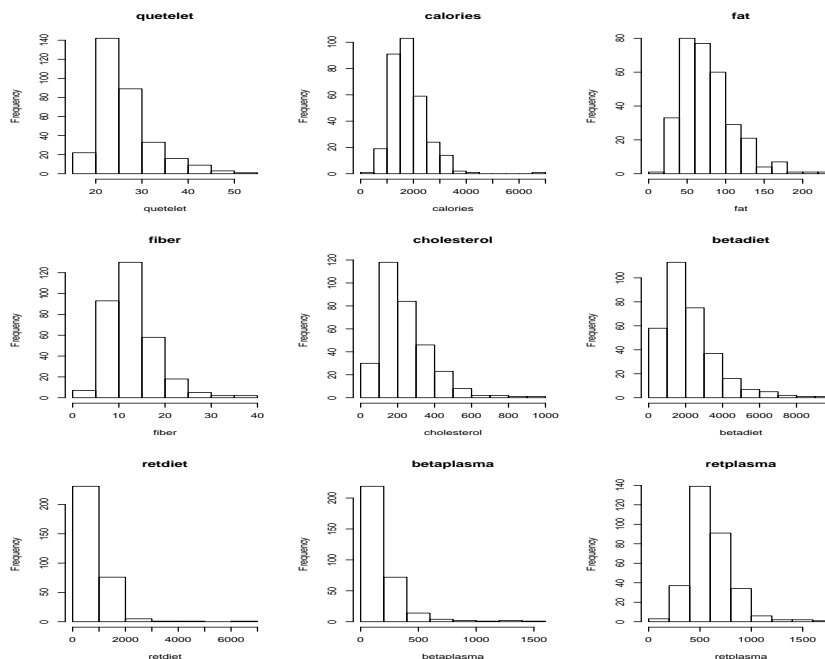 quetelet
calories
fat
Frequency
0 20 60 100 140
20 30 40 50
quetelet
Frequency
0 20 40 60 80 100
0 2000 4000 6000
calories
Frequency
0 20 40 60 80
0 50 100 150 200
fat
fiber
cholesterol
betadiet
Frequency
0 20 40 60 80 120
0 10 20 30 40
fiber
Frequency
0 20 40 60 80 120
0 200 400 600 800 1000
cholesterol
Frequency
0 20 40 60 80 100
0 2000 4000 6000 8000
betadiet
retdiet
betaplasma
retplasma
Frequency
0 50 100 150 200
0 2000 4000 6000
retdiet
Frequency
0 50 100 150 200
0 500 1000 1500
betaplasma
Frequency
0 20 40 60 80 100 140
0 500 1000 1500
retplasma